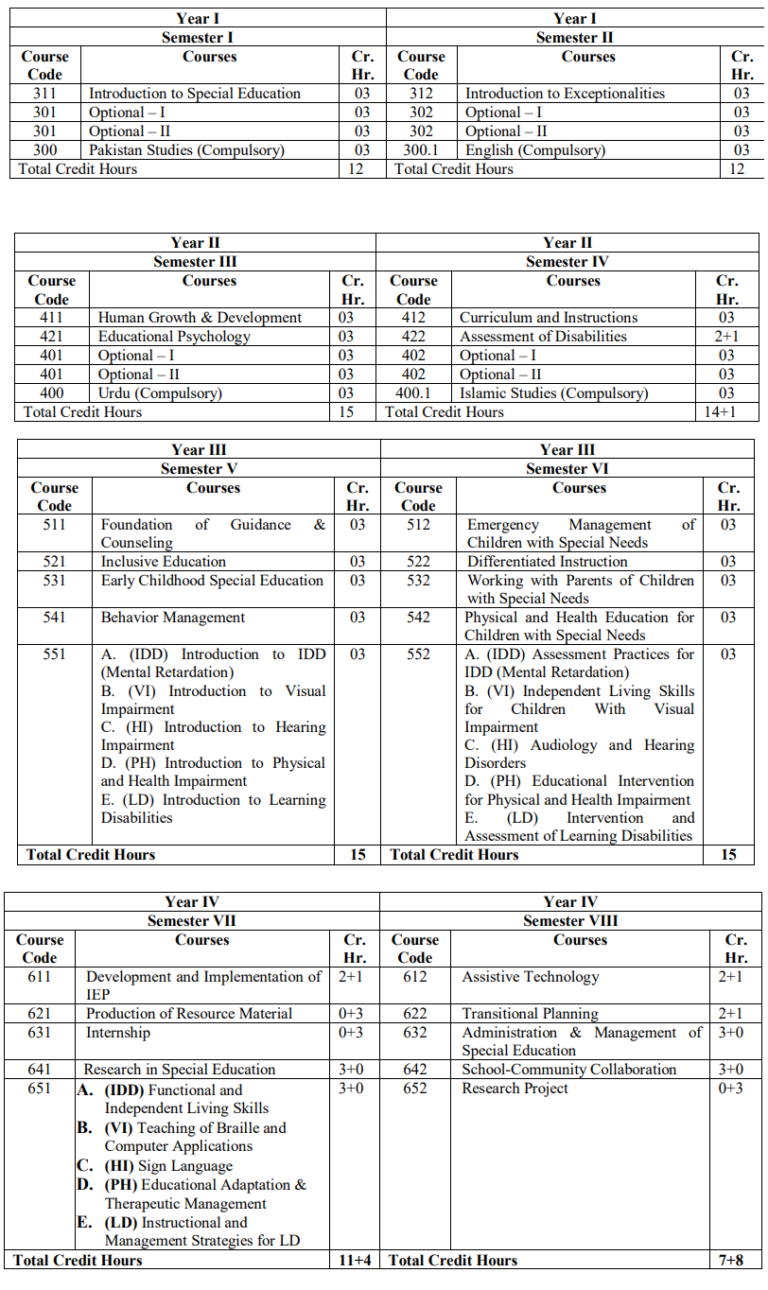 Year I Year I
Semester I Semester II
Course Courses Cr. Course Courses Cr.
Code Hr. Code Hr.
311 Introduction to Special Education 03 312 Introduction to Exceptionalities 03
301 Optional – I 03 302 Optional – I 03
301 Optional – II 03 302 Optional – II 03
300 Pakistan Studies (Compulsory) 03 300.1 English (Compulsory) 03
Total Credit Hours 12 Total Credit Hours 12
Year II Year II
Semester III Semester IV
Course Courses Cr. Course Courses Cr.
Code Hr. Code Hr.
411 Human Growth & Development 03 412 Curriculum and Instructions 03
421 Educational Psychology 03 422 Assessment of Disabilities 2+1
401 Optional – I 03 402 Optional – I 03
401 Optional – II 03 402 Optional – II 03
400 Urdu (Compulsory) 03 400.1 Islamic Studies (Compulsory) 03
Total Credit Hours 15 Total Credit Hours 14+1
Year III Year III
Semester V Semester VI
Course Courses Cr. Course Courses Cr.
Code Hr. Code Hr.
511 Foundation of Guidance & 03 512 Emergency Management of 03
Counseling Children with Special Needs
521 Inclusive Education 03 522 Differentiated Instruction 03
531 Early Childhood Special Education 03 532 Working with Parents of Children 03
with Special Needs
541 Behavior Management 03 542 Physical and Health Education for 03
Children with Special Needs
551 A. (IDD) Introduction to IDD 03 552 A. (IDD) Assessment Practices for 03
(Mental Retardation) IDD (Mental Retardation)
B. (VI) Introduction to Visual B. (VI) Independent Living Skills
Impairment for Children With Visual
C. (HI) Introduction to Hearing Impairment
Impairment C. (HI) Audiology and Hearing
D. (PH) Introduction to Physical Disorders
and Health Impairment D. (PH) Educational Intervention
E. (LD) Introduction to Learning for Physical and Health Impairment
Disabilities E. (LD) Intervention and
Assessment of Learning Disabilities
Total Credit Hours 15 Total Credit Hours 15
Year IV Year IV
Semester VII Semester VIII
Course Courses Cr. Course Courses Cr.
Code Hr. Code Hr.
611 Development and Implementation of 2+1 612 Assistive Technology 2+1
IEP
621 Production of Resource Material 0+3 622 Transitional Planning 2+1
631 Internship 0+3 632 Administration & Management of 3+0
Special Education
641 Research in Special Education 3+0 642 School-Community Collaboration 3+0
651 A. (IDD) Functional and 3+0 652 Research Project 0+3
Independent Living Skills
B. (VI) Teaching of Braille and
Computer Applications
C. (HI) Sign Language
D. (PH) Educational Adaptation &
Therapeutic Management
E. (LD) Instructional and
Management Strategies for LD
Total Credit Hours 11+4 Total Credit Hours 7+8